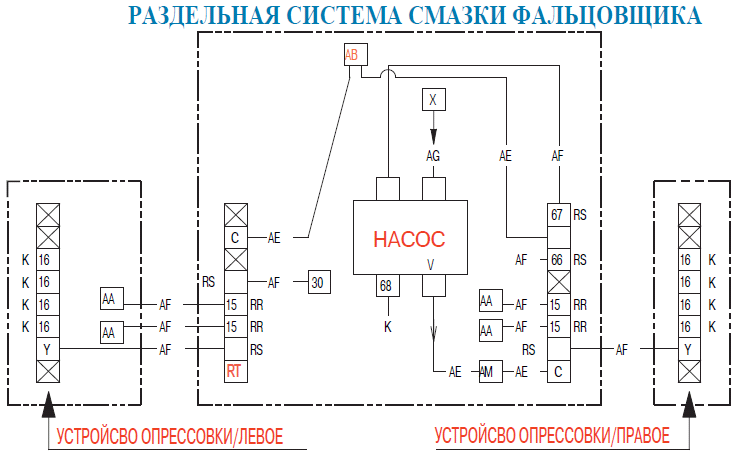 РАЗДЕЛЬНАЯ СИСТЕМА СМАЗКИ ФАЛЬЦОВЩИКА
AB
X
AG
AE
AF
67 RS
C AE
НАСОС
V
AF 66 RS
K 16
16 K
RS AF 30
68
K 16
16 K
AA AF 15 RR
AA AF 15 RR
K 16
16 K
AA AF 15 RR
K
AA AF 15 RR
K 16
16 K
Y AF RS
RS AF Y
RT
AE AM AE C
УСТРОЙСВО ОПРЕССОВКИ/ЛЕВОЕ
УСТРОЙСВО ОПРЕССОВКИ/ПРАВОЕ